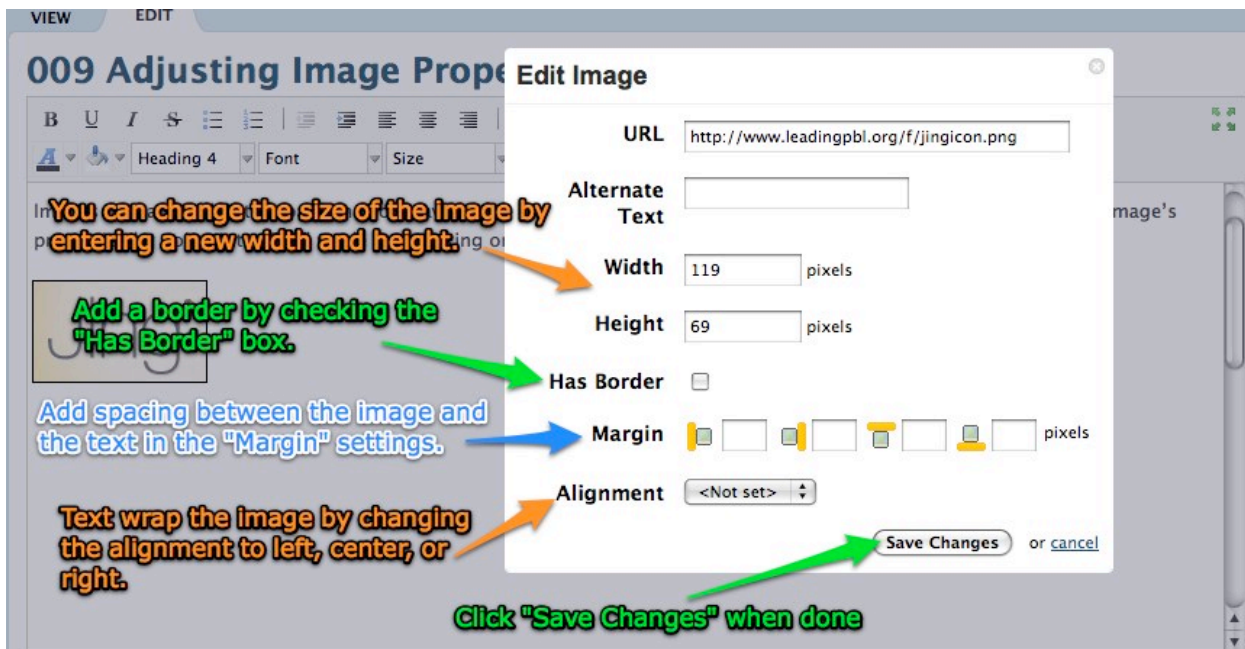 VIEW EDIT
009 Adjusting Image Prope
B U I S
A Heading 4 Font Size
Im
mage's
p
ing o
Jing
You can change the size of the image by
entering a new width and height.
Add a border by checking the
"Has Border" box.
Add spacing between the image and
the text in the "Margin" settings.
Text wrap the image by changing
the alignment to left, center, or
right.
Click "Save Changes" when done
Edit Image
URL http://www.leadingpbl.org/f/jingicon.png
Alternate
Text
Width 119 pixels
Height 69 pixels
Has Border
Margin pixels
Alignment <Not set>
Save Changes or cancel